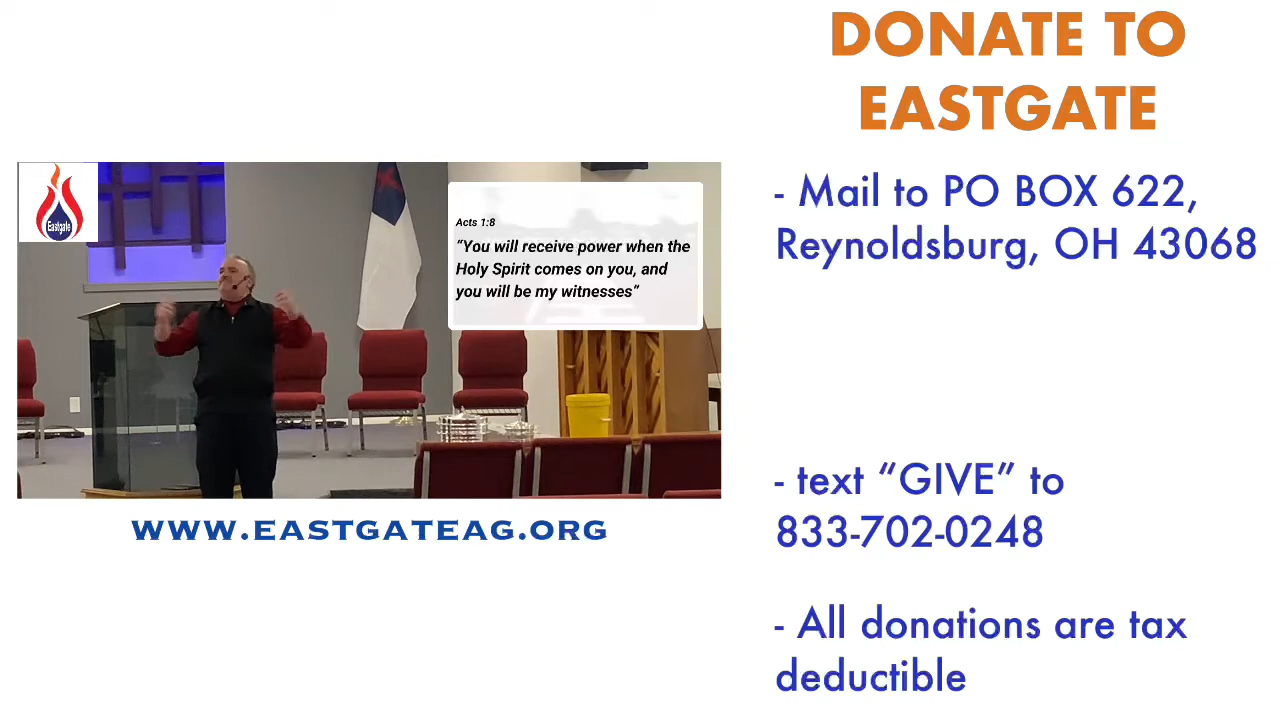 DONATE TO
EASTGATE
- Mail to PO BOX 622,
Reynoldsburg, OH 43068
- text “GIVE” to
833-702-0248
- All donations are tax
deductible
Eastgate
Acts 1:8
“You will receive power when the
Holy Spirit comes on you, and
you will be my witnesses”
WWW.EASTGATEAG.ORG